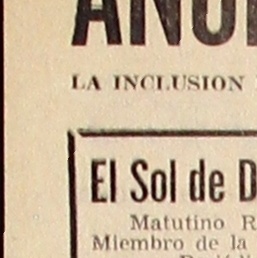 LA INCLUSION
El Sol de D
Matutino R
Miembro de la